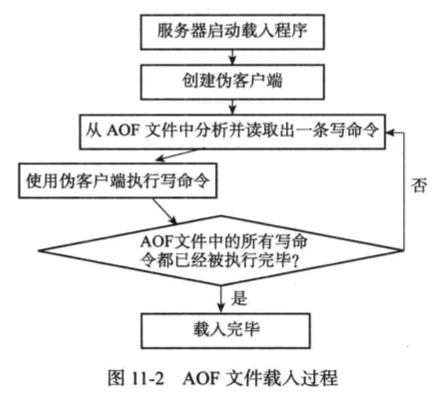 服务器启动载入程序
创建伪客户端
从 AOF 文件中分析并读取出一条写命令
使用伪客户端执行写命令
否
AOF文件中的所有写命
令都已经被执行完毕?
是
载入完毕
图 11-2 AOF 文件载入过程